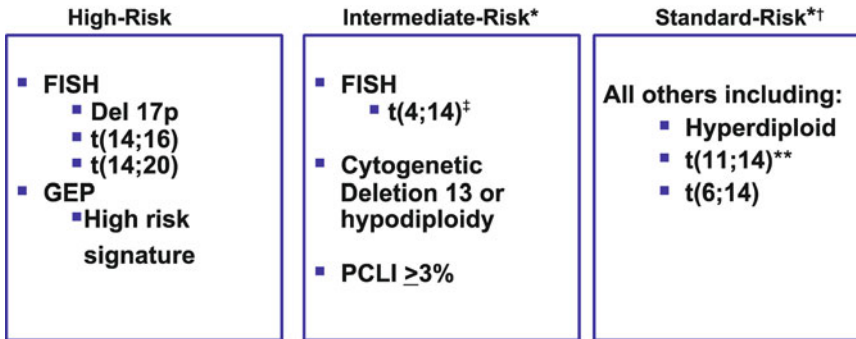 High-Risk
FISH
Del 17p
t(14;16)
t(14;20)
GEP
High risk
signature
Intermediate-Risk*
FISH
t(4;14)‡
Cytogenetic
Deletion 13 or
hypodiploidy
PCLI ≥3%
Standard-Risk*†
All others including:
Hyperdiploid
t(11;14)**
t(6;14)